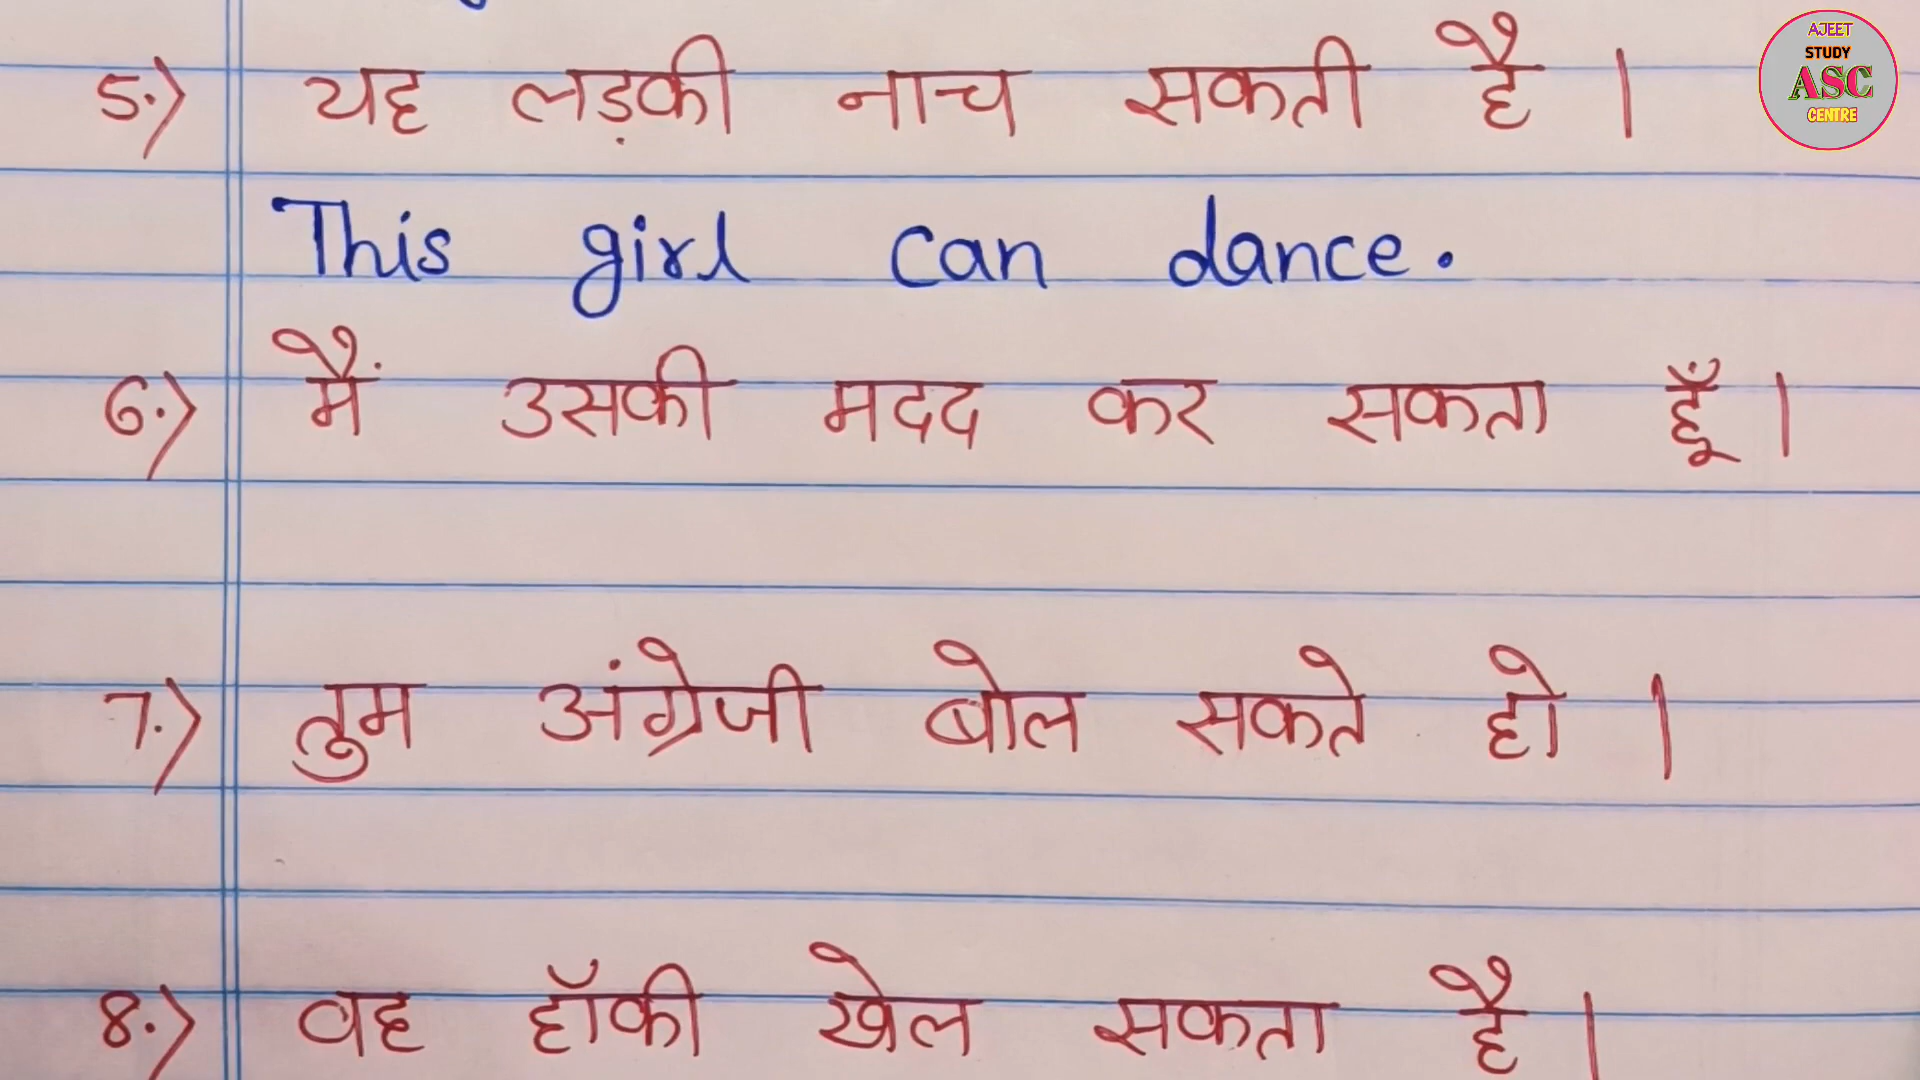 AJEET
STUDY
ASC
CENTRE
5.) यह लड़की नाच सकती है ।
This girl can dance.
6.) मैं उसकी मदद कर सकता हूँ ।
7.) तुम अंग्रेजी बोल सकते हो ।
8.) वह हॉकी खेल सकता है ।